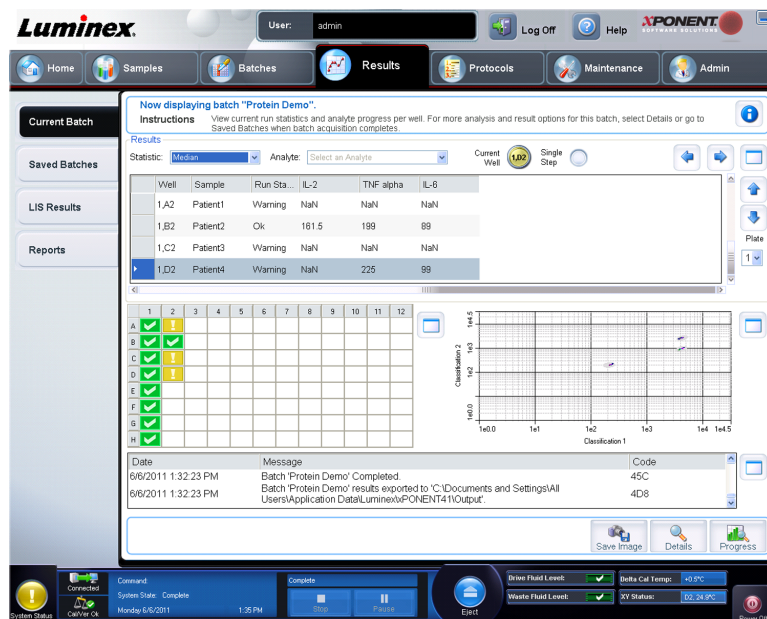 Luminex.
User: admin
Log Off
Help
XPONENT.
SOFTWARE SOLUTIONS
Home
Samples
Batches
Results
Protocols
Maintenance
Admin
Current Batch
Saved Batches
LIS Results
Reports
Now displaying batch "Protein Demo".
Instructions View current run statistics and analyte progress per well. For more analysis and result options for this batch, select Details or go to
Saved Batches when batch acquisition completes.
Results
Statistic: Median Analyte: Select an Analyte
Current Well 1,D2 Single Step
Well Sample Run Sta... IL-2 TNF alpha IL-6
1,A2 Patient1 Warning NaN NaN NaN
1,B2 Patient2 Ok 161.5 199 89
1,C2 Patient3 Warning NaN NaN NaN
1,D2 Patient4 Warning NaN 225 99
Plate
1
1 2 3 4 5 6 7 8 9 10 11 12
A
B
C
D
E
F
G
H
Classification 2
1e4.5
1e3
1e2
1e0.0
1e0.0 1e1 1e2 1e3 1e4 1e4.5
Classification 1
Date Message Code
6/6/2011 1:32:23 PM Batch 'Protein Demo' Completed. 45C
6/6/2011 1:32:23 PM Batch 'Protein Demo' results exported to 'C:\Documents and Settings\All
Users\Application Data\Luminex\xPONENT41\Output'. 4D8
Save Image
Details
Progress
System Status
Connected
Cal/Ver Ok
Command:
System State: Complete
Monday 6/6/2011 1:35 PM
Complete
Stop
Pause
Eject
Drive Fluid Level:
Waste Fluid Level:
Delta Cal Temp: +0.5°C
XY Status: D2, 24.9°C